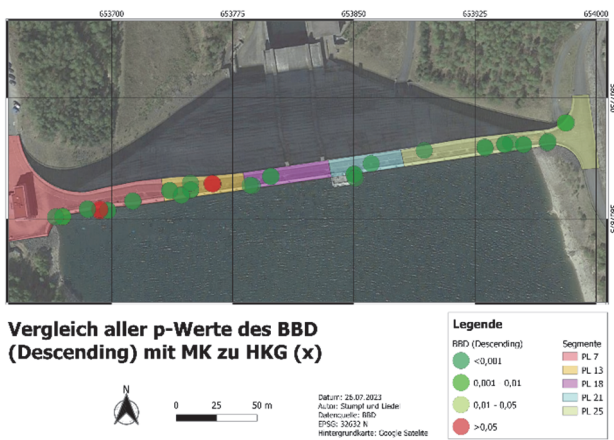 653700 653775 653850 653925 654000
Vergleich aller p-Werte des BBD
(Descending) mit MK zu HKG (x)
N
0 25 50 m
Datum: 26.07.2023
Autor: Stumpf und Liedel
Datenquelle: BBD
EPSG: 32632 N
Hintergrundkarte: Google Satelite
Legende
BBD (Descending)
<0,001
0,001 - 0,01
0,01 - 0,05
>0,05
Segmente
PL 7
PL 13
PL 18
PL 21
PL 25